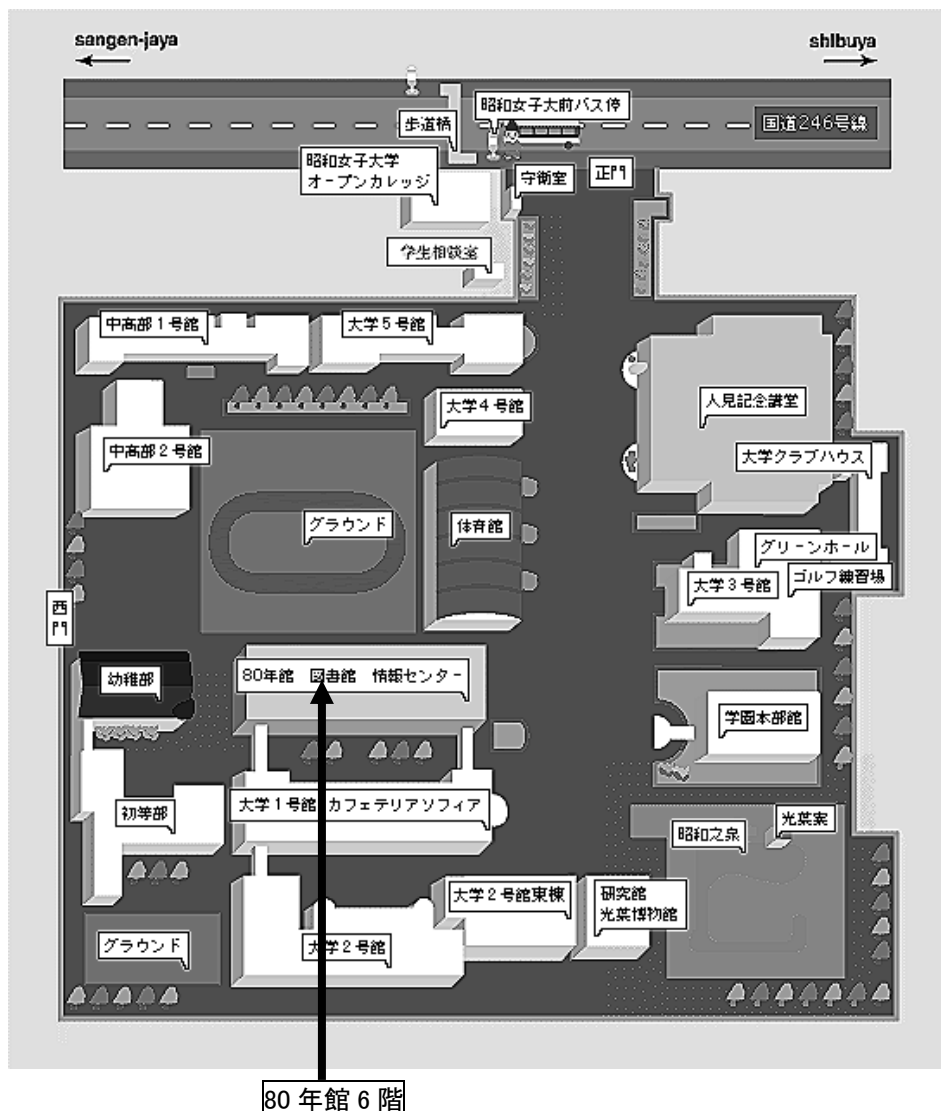 sangen-jaya
shibuya
昭和女子大前バス停
歩道橋
国道246号線
昭和女子大学
オープンカレッジ
守衛室
正門
学生相談室
中高部1号館
大学5号館
大学4号館
人見記念講堂
中高部2号館
大学クラブハウス
グラウンド
体育館
グリーンホール
大学3号館
ゴルフ練習場
西門
幼稚部
80年館 図書館 情報センター
学園本部館
初等部
大学1号館 カフェテリアソフィア
昭和之泉
光葉案
大学2号館東棟
研究館
光葉博物館
グラウンド
大学2号館
80年館6階